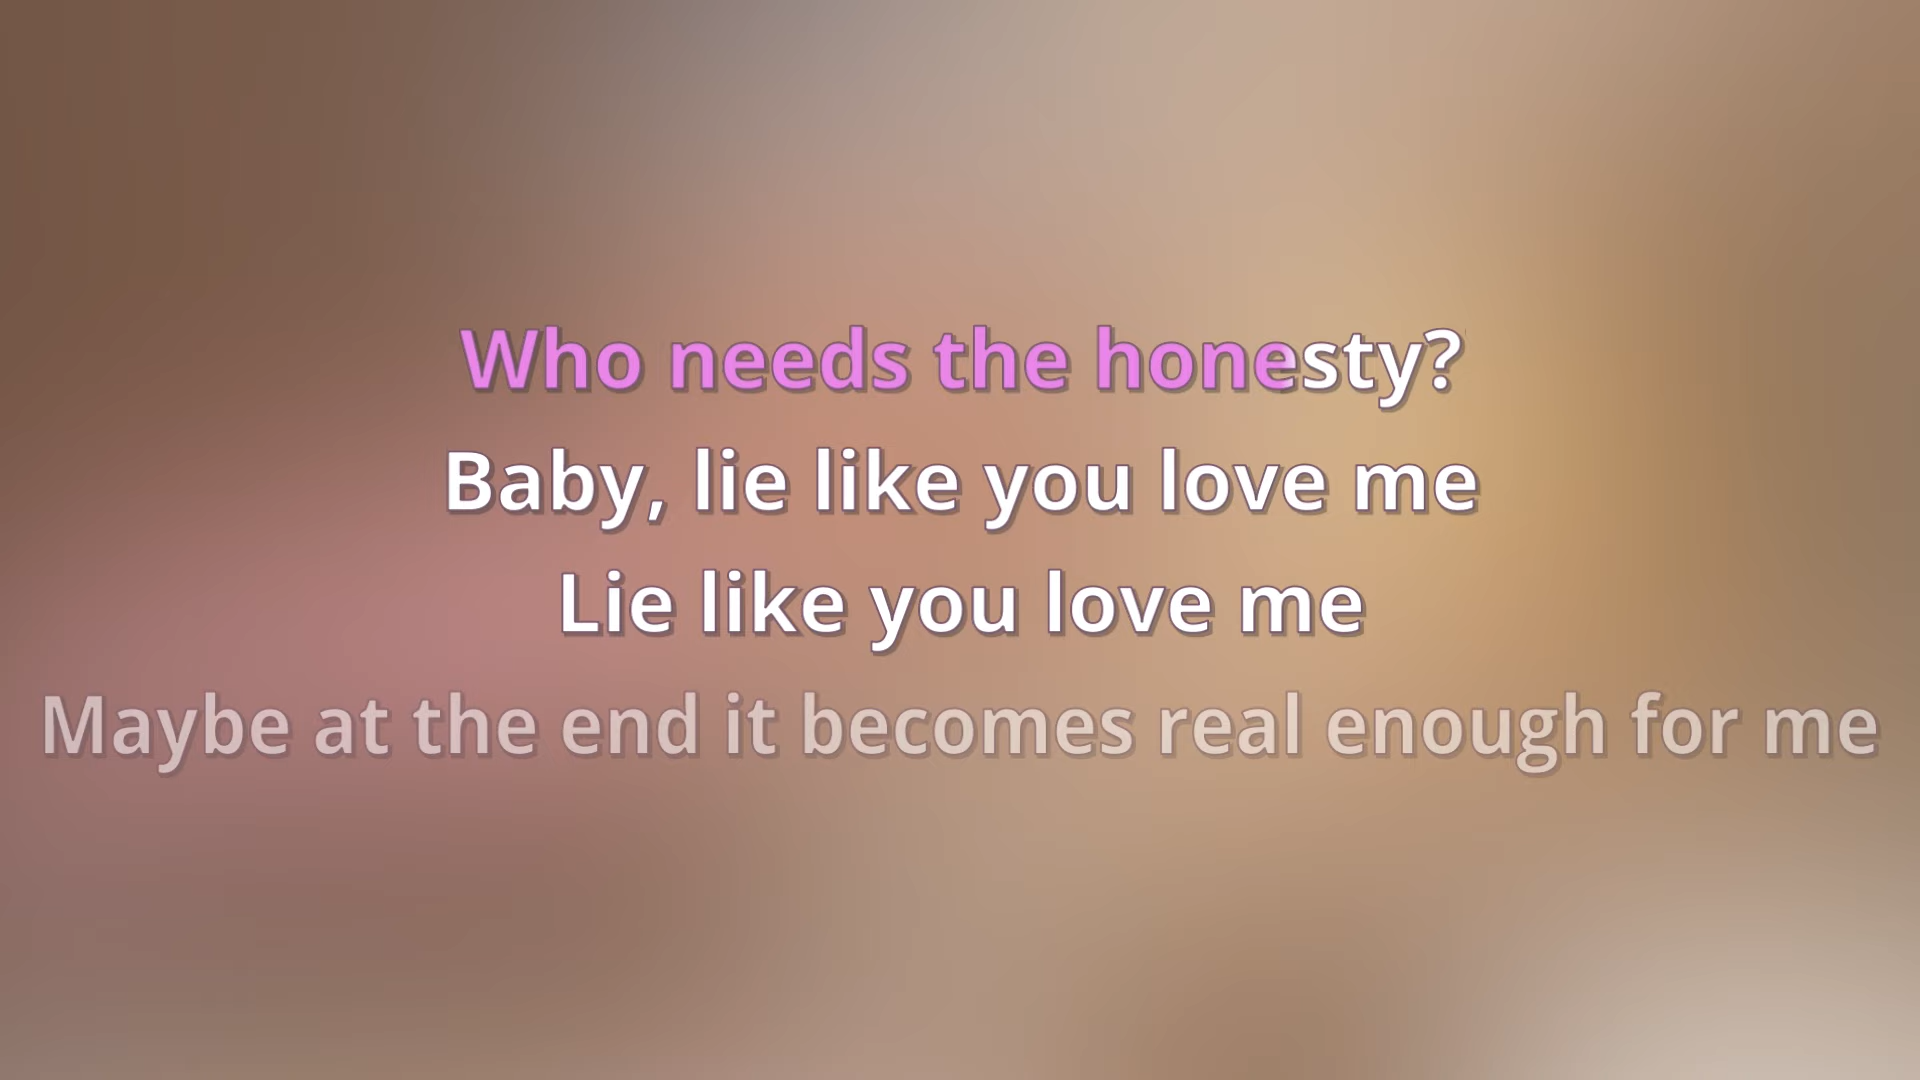 Who needs the honesty?
Baby, lie like you love me
Lie like you love me
Maybe at the end it becomes real enough for me